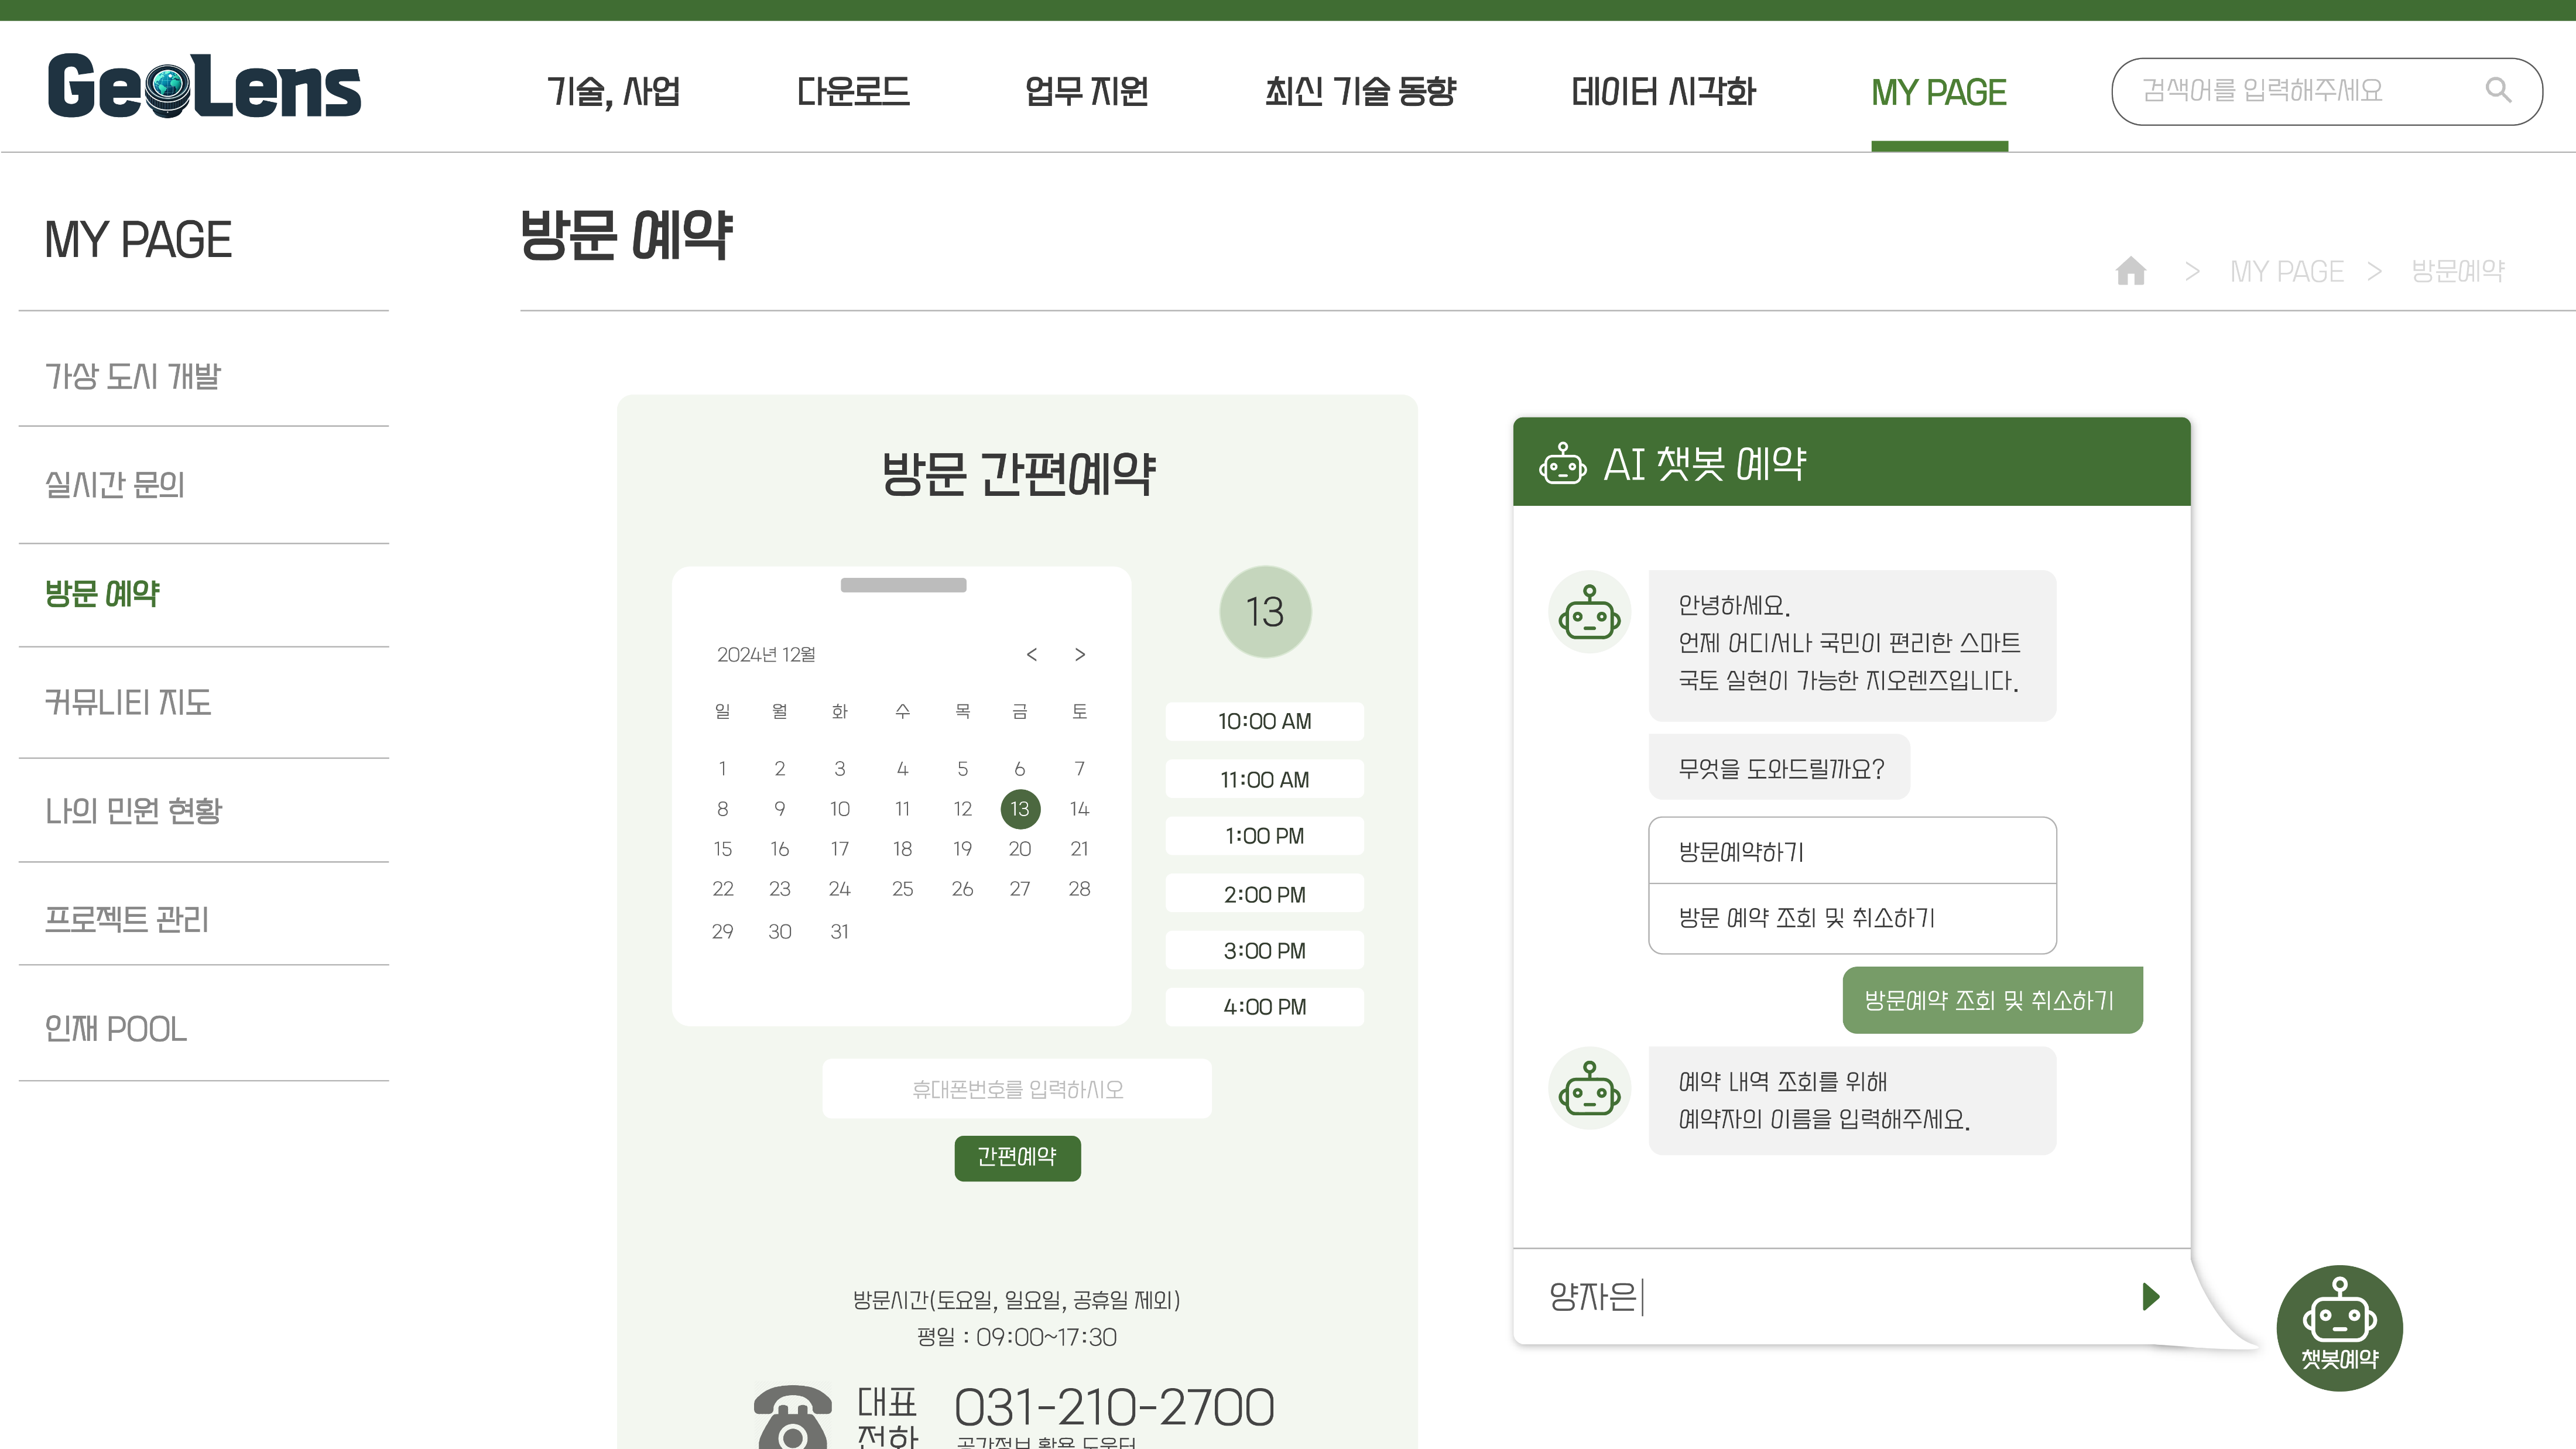 GeoLens
기술, 사업
다운로드
업무 지원
최신 기술 동향
데이터 시각화
MY PAGE
검색어를 입력해주세요
MY PAGE
가상 도시 개발
실시간 문의
방문 예약
커뮤니티 지도
나의 민원 현황
프로젝트 관리
인재 POOL
방문 예약
> MY PAGE > 방문예약
방문 간편예약
2024년 12월 < >
일 월 화 수 목 금 토
1 2 3 4 5 6 7
8 9 10 11 12 13 14
15 16 17 18 19 20 21
22 23 24 25 26 27 28
29 30 31
13
10:00 AM
11:00 AM
1:00 PM
2:00 PM
3:00 PM
4:00 PM
휴대폰번호를 입력하시오
간편예약
방문시간(토요일, 일요일, 공휴일 제외)
평일 : 09:00~17:30
대표
전화
031-210-2700
공간정보 활용 도우터
AI 챗봇 예약
안녕하세요.
언제 어디서나 국민이 편리한 스마트
국토 실현이 가능한 지오렌즈입니다.
무엇을 도와드릴까요?
방문예약하기
방문 예약 조회 및 취소하기
방문예약 조회 및 취소하기
예약 내역 조회를 위해
예약자의 이름을 입력해주세요.
양자은
챗봇예약